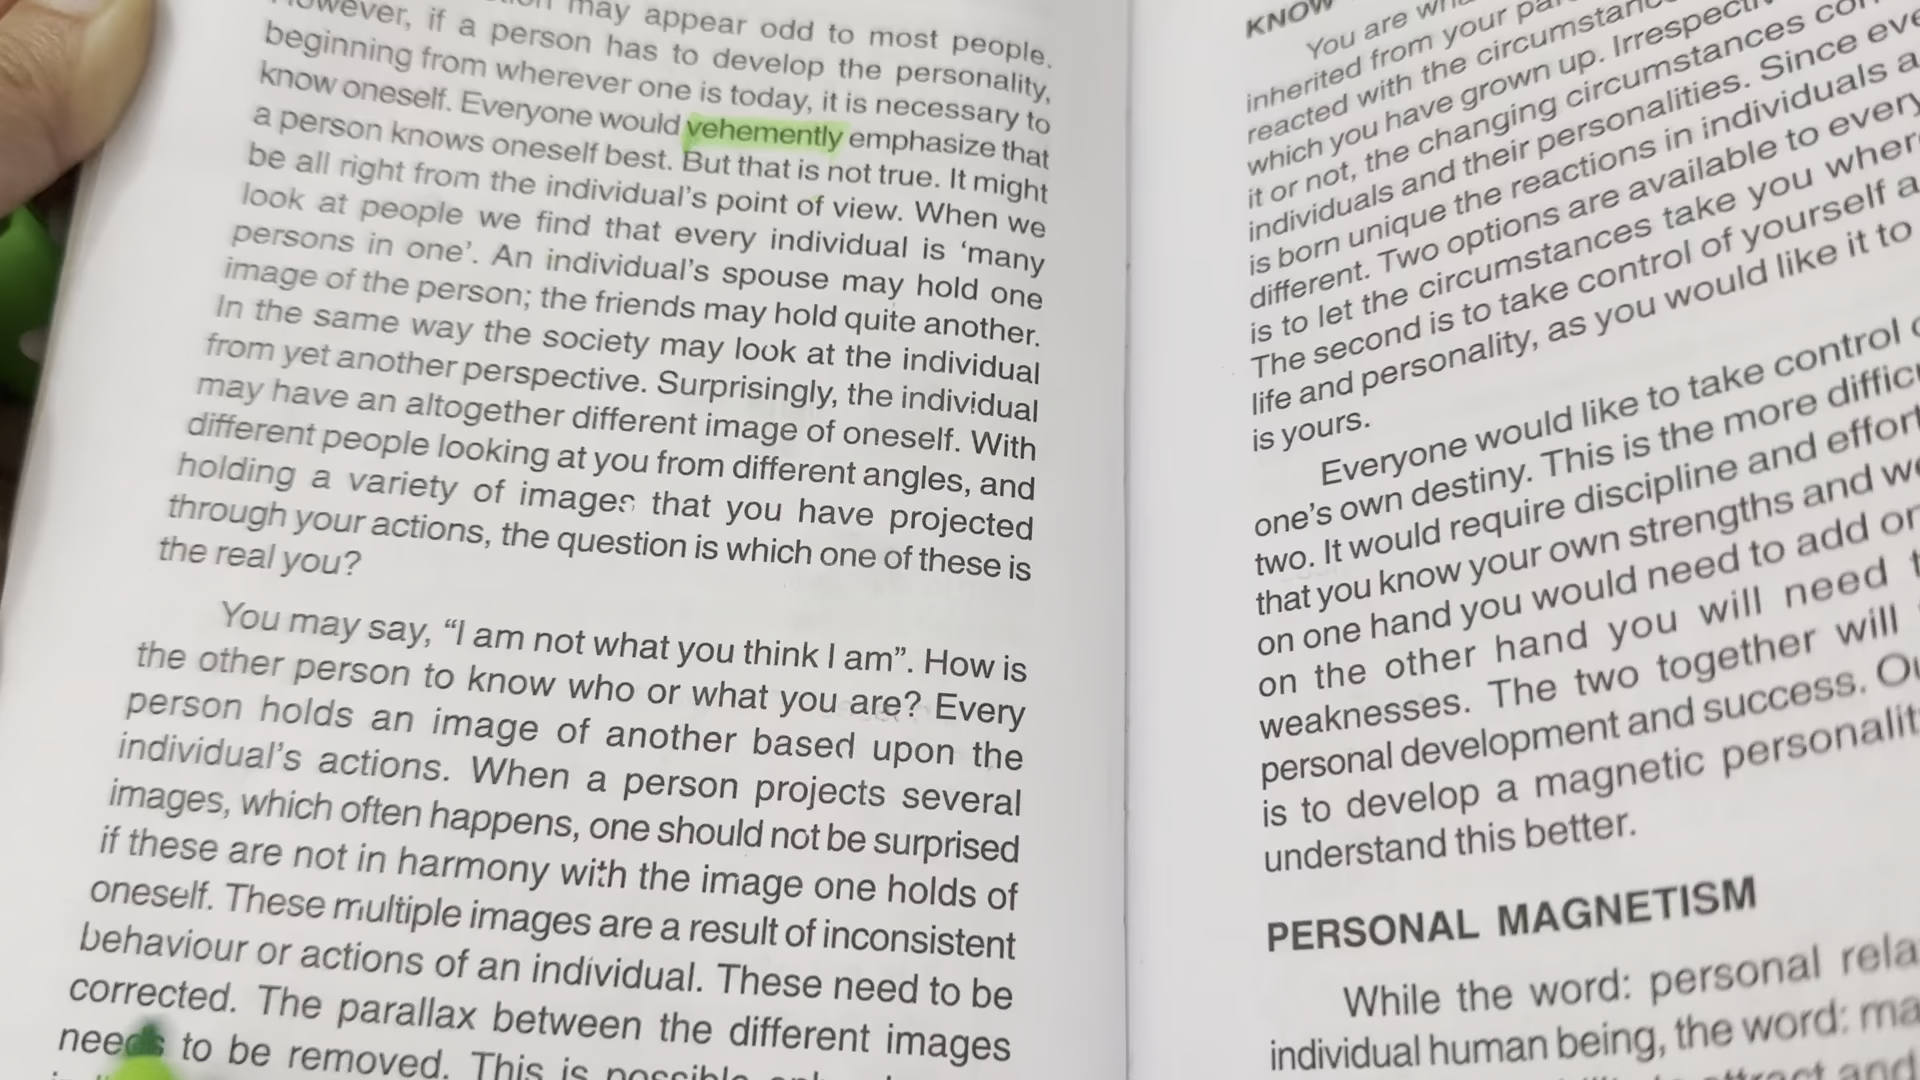 may appear odd to most people.
However, if a person has to develop the personality,
beginning from wherever one is today, it is necessary to
know oneself. Everyone would vehemently emphasize that
a person knows oneself best. But that is not true. It might
be all right from the individual's point of view. When we
look at people we find that every individual is 'many
persons in one'. An individual's spouse may hold one
image of the person; the friends may hold quite another.
In the same way the society may look at the individual
from yet another perspective. Surprisingly, the individual
may have an altogether different image of oneself. With
different people looking at you from different angles, and
holding a variety of images that you have projected
through your actions, the question is which one of these is
the real you?
You may say, “I am not what you think I am”. How is
the other person to know who or what you are? Every
person holds an image of another based upon the
individual's actions. When a person projects several
images, which often happens, one should not be surprised
if these are not in harmony with the image one holds of
oneself. These multiple images are a result of inconsistent
behaviour or actions of an individual. These need to be
corrected. The parallax between the different images
needs to be removed. This is possible
KNOW
You are
inherited from your
reacted with the
which you have grown up.
it or not, the changing circumstances
individuals and their personalities. Since
is born unique the reactions in individuals
different. Two options are available to
is to let the circumstances take you
The second is to take control of yourself
life and personality, as you would like it to
is yours.
Everyone would like to take control
one's own destiny. This is the more
two. It would require discipline and
that you know your own strengths and
on one hand you would need to add
on the other hand you will need
weaknesses. The two together will
personal development and success.
is to develop a magnetic
understand this better.
PERSONAL MAGNETISM
While the word: personal
individual human being, the word:
and